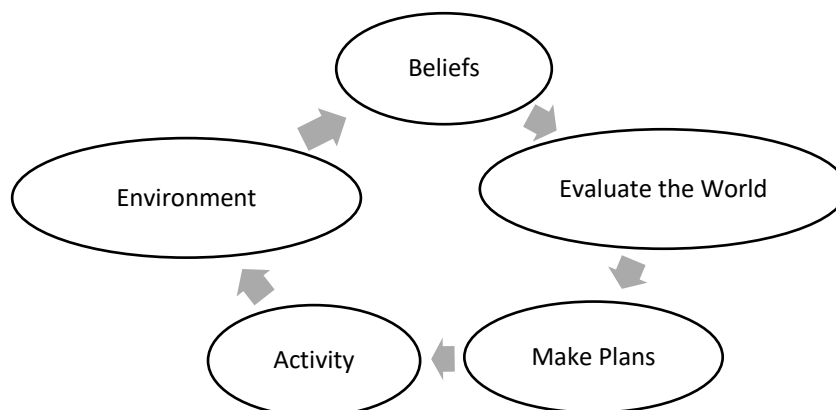 Beliefs
Evaluate the World
Make Plans
Activity
Environment